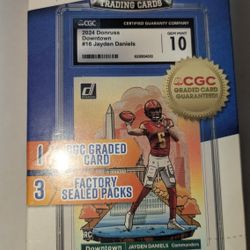 TRADING CARDS
CGC
CERTIFIED GUARANTY COMPANY
2024 Donruss
Downtown
#16 Jayden Daniels
GEM MINT
10
CGC
GRADED CARD
GUARANTEED!
DONRUSS
1 CGC GRADED
CARD
3 FACTORY
SEALED PACKS
Downtown
JAYDEN DANIELS
Commanders